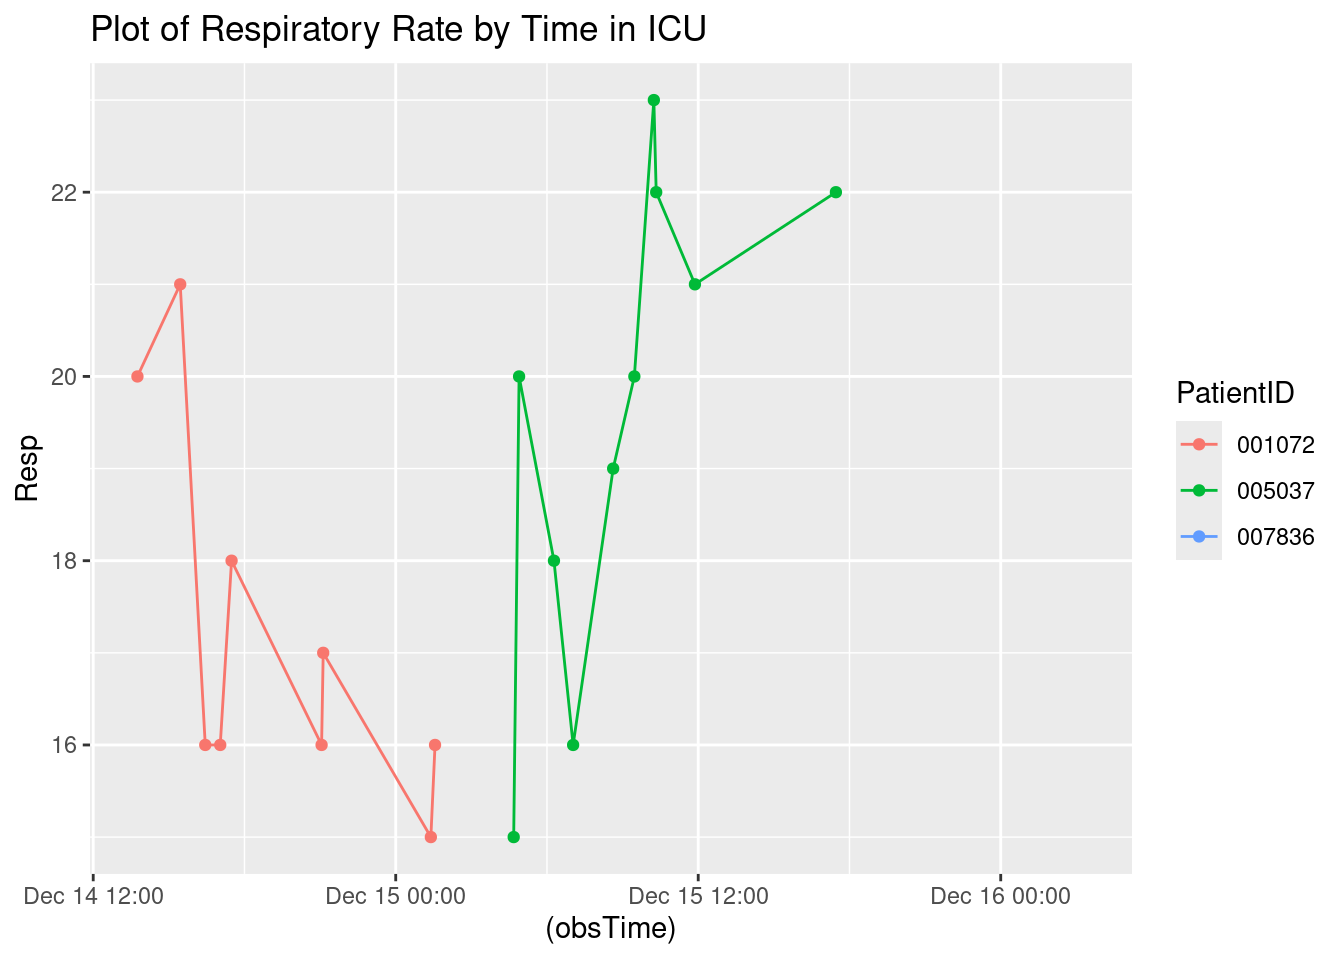 Plot of Respiratory Rate by Time in ICU
22
20
18
16
Resp
Dec 14 12:00
Dec 15 00:00
Dec 15 12:00
Dec 16 00:00
(obsTime)
PatientID
001072
005037
007836